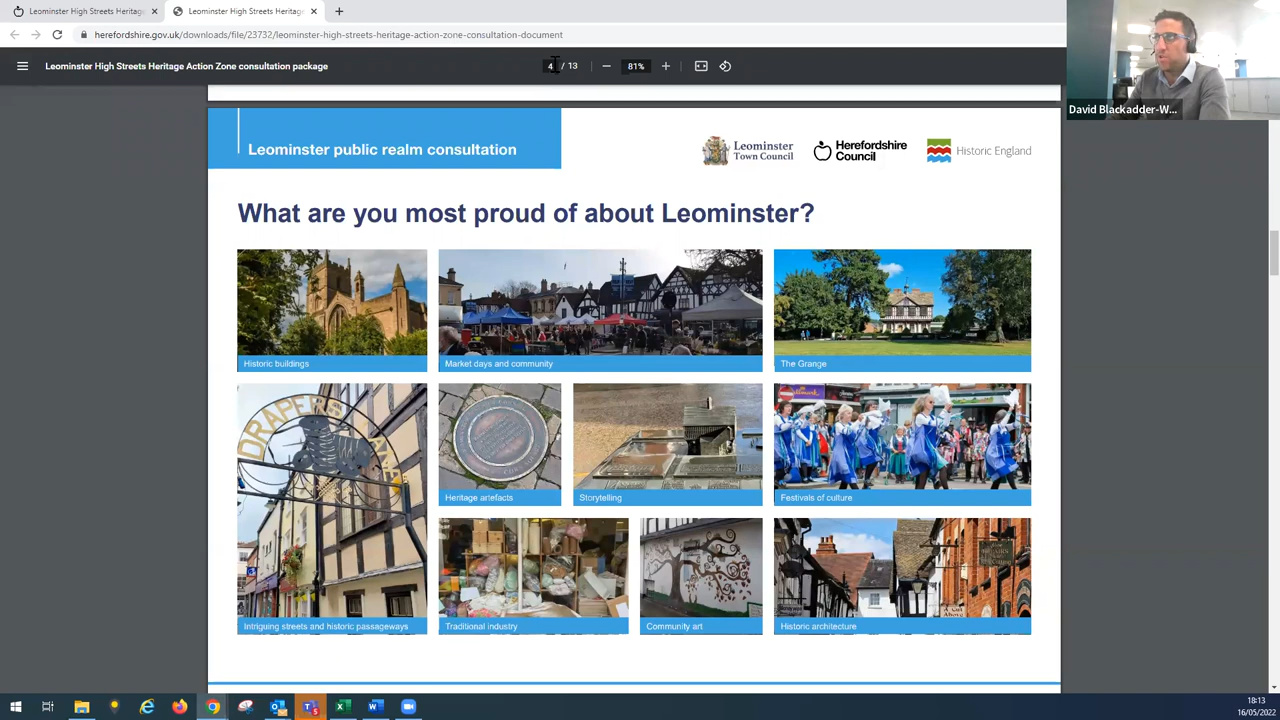 Leominster High Streets Heritage
Leominster High Streets Heritage
herefordshire.gov.uk/downloads/file/23732/leominster-high-streets-heritage-action-zone-consultation-document
Leominster High Streets Heritage Action Zone consultation package
4 / 13
81%
David Blackadder-W...
Leominster public realm consultation
Leominster
Town Council
Herefordshire
Council
Historic England
What are you most proud of about Leominster?
Historic buildings
Market days and community
The Grange
DRAPERS
LANE
Hallmark
Heritage artefacts
Storytelling
Festivals of culture
Intriguing streets and historic passageways
Traditional industry
Community art
Historic architecture
18:13
16/05/2022